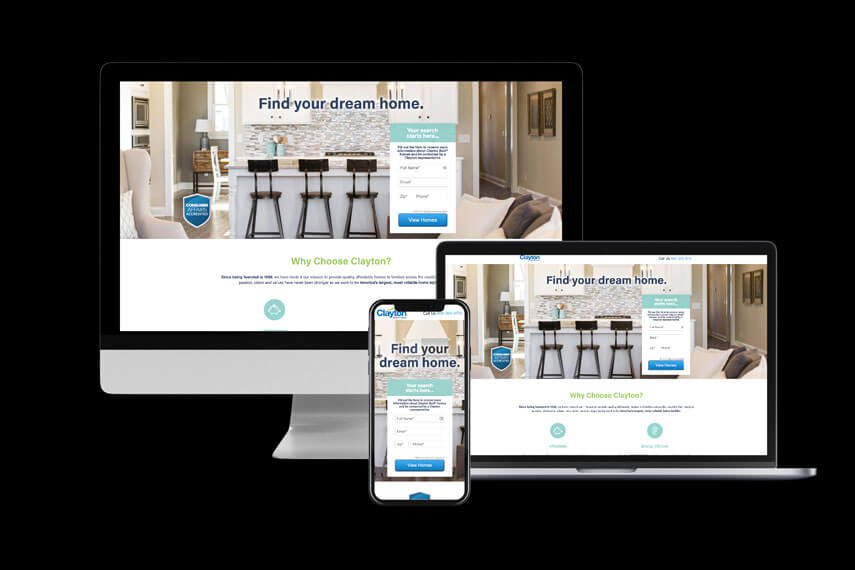 Find your dream home.
Your search
starts here...
Fill out the form to receive more
information about Clayton Built®
homes and be contacted by a
Clayton representative.
Full Name*
Email*
Zip* Phone*
View Homes
CONSUMER
AFFAIRS
ACCREDITED
Why Choose Clayton?
Since being founded in 1956, we have made it our mission to provide quality, affordable homes to families across the
passion, vision and values have never been stronger as we work to be America's largest, most reliable home
Clayton
Call Us
Find your dream home.
Your search
starts here...
Full Name*
Email*
Zip* Phone*
View Homes
CONSUMER
AFFAIRS
ACCREDITED
Why Choose Clayton?
Affordable
Energy Efficient
Clayton
Call Us
Find your
dream home.
Your search
starts here...
Fill out the form to receive more
information about Clayton Built® homes
and be contacted by a Clayton
representative.
Full Name*
Email*
Zip* Phone*
View Homes